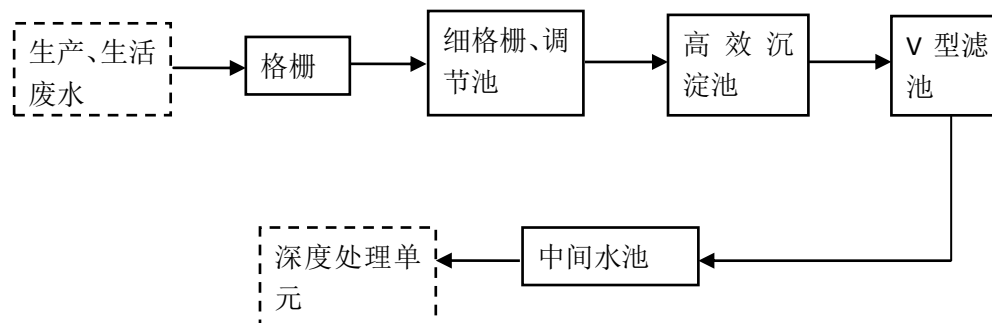 生产、生活
废水
格栅
细格栅、调
节池
高效沉
淀池
V 型滤
池
中间水池
深度处理单
元